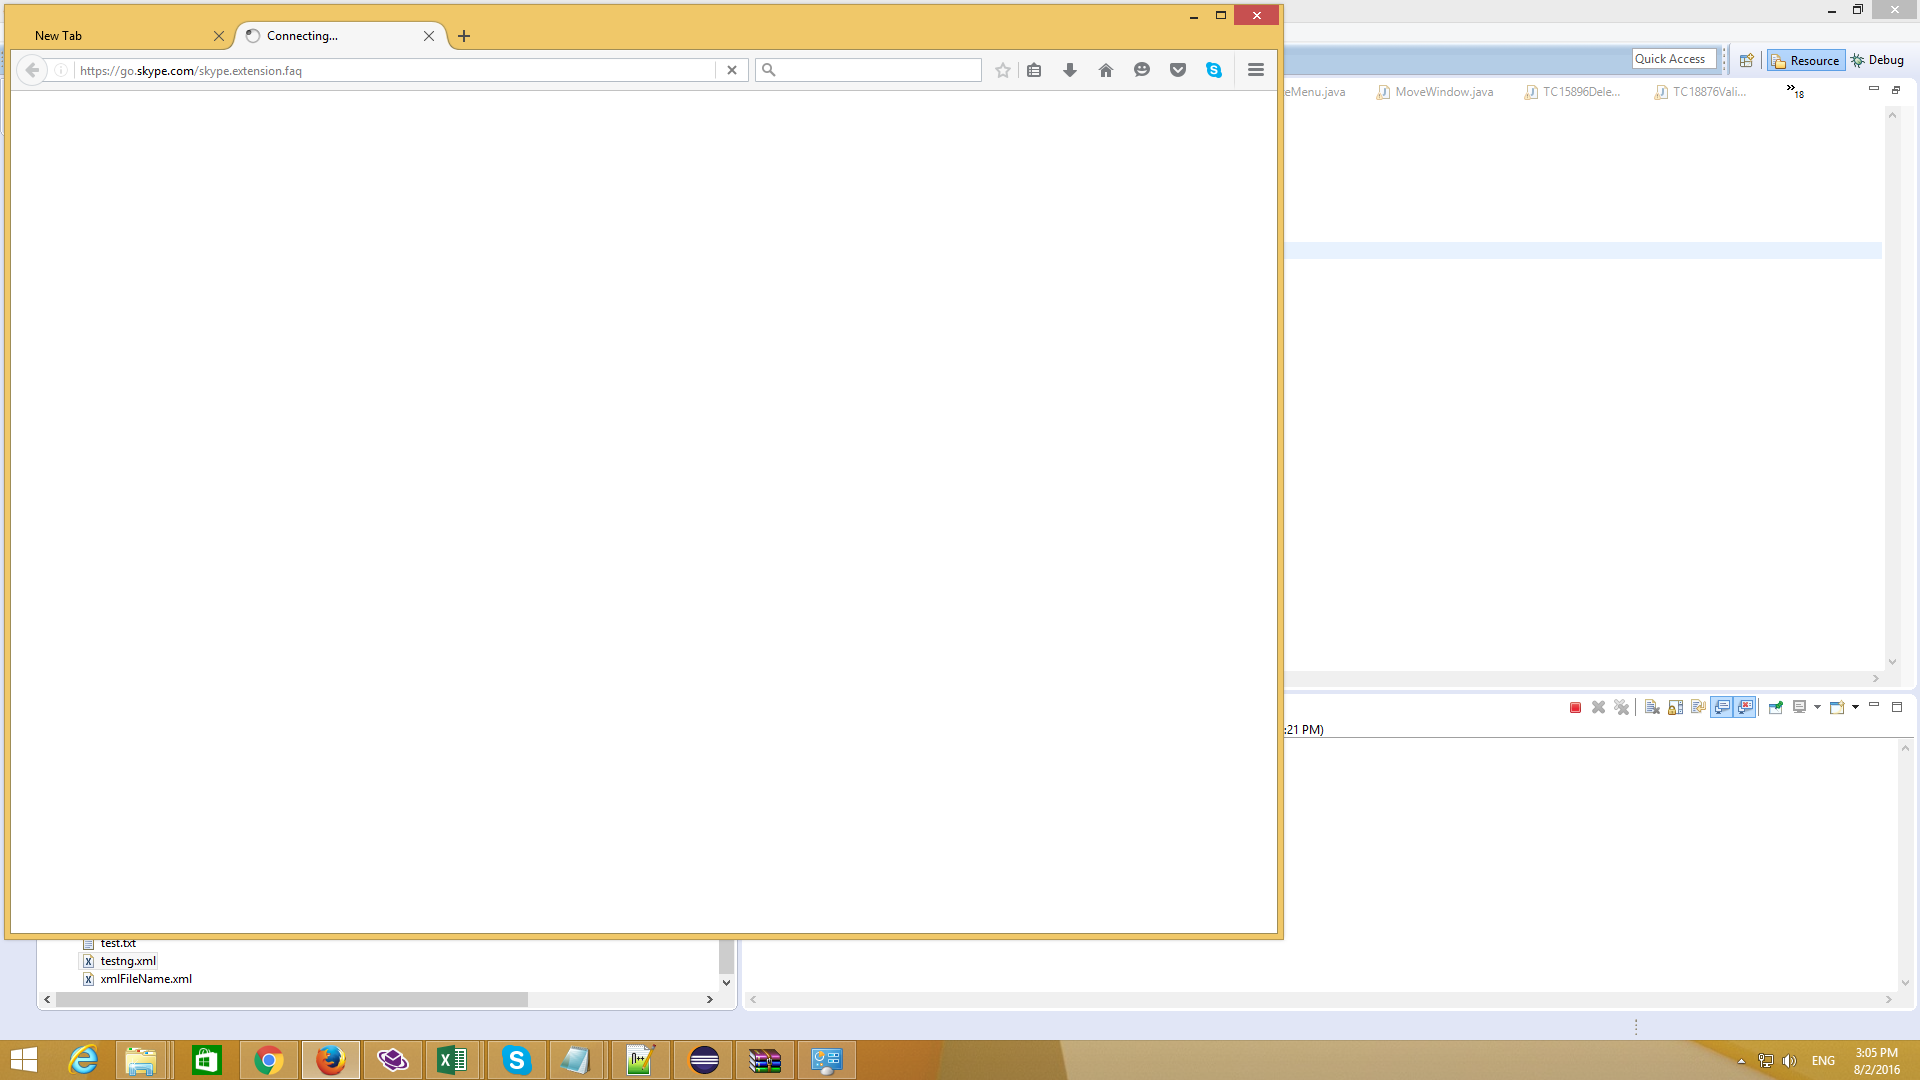 New Tab
Connecting...
https://go.skype.com/skype.extension.faq
Quick Access
Resource
Debug
eMenu.java
MoveWindow.java
TC15896Dele...
TC18876Vali...
18
:21 PM)
test.txt
testng.xml
xmlFileName.xml
ENG
3:05 PM
8/2/2016